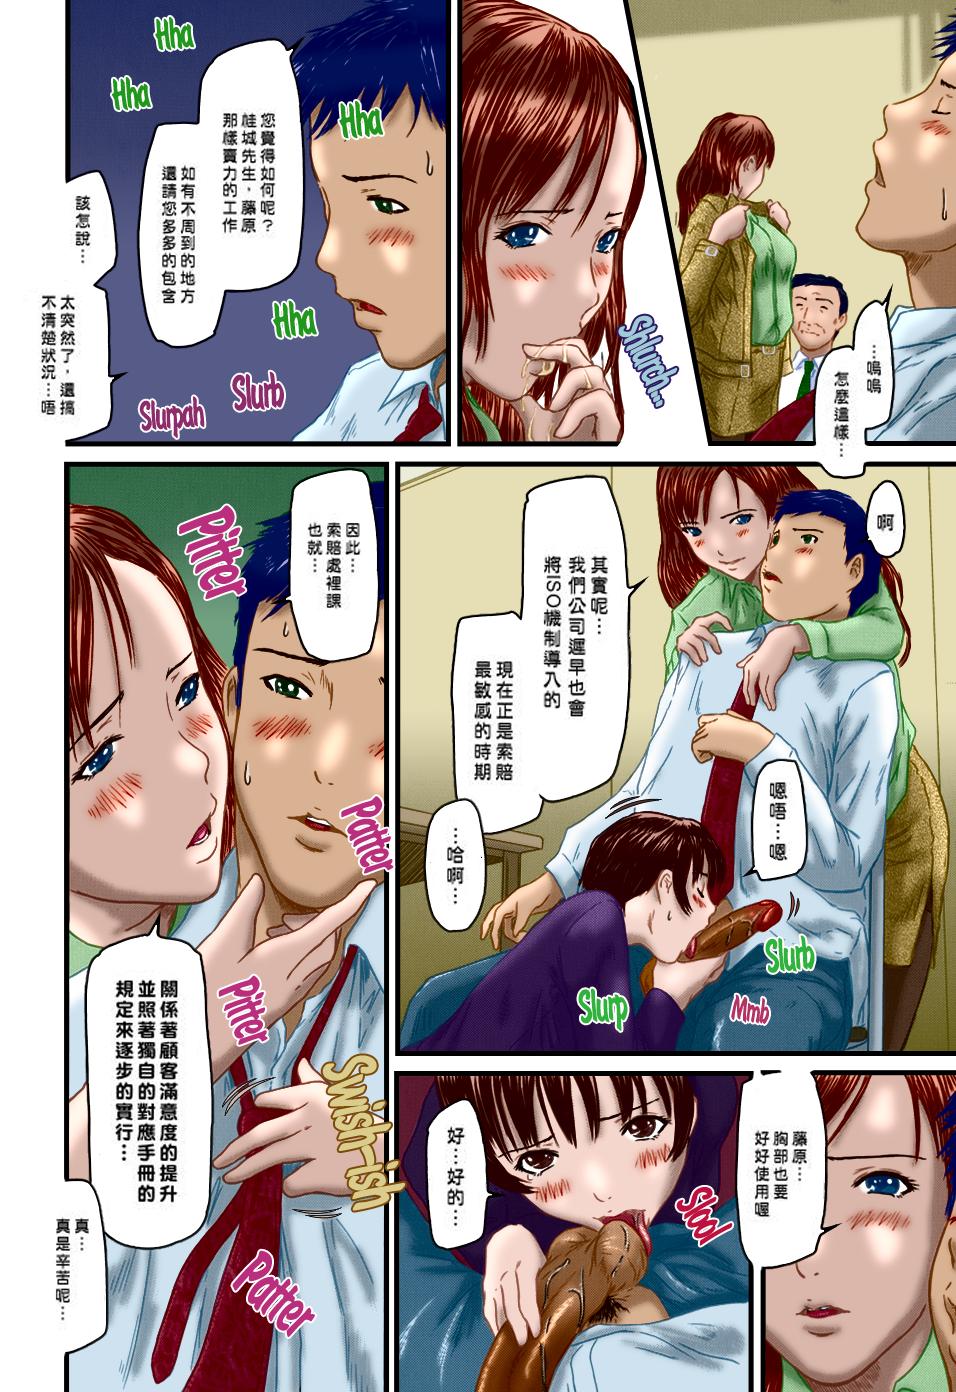 …嗚嗚
怎麼這樣…
Shlurch...
Hha
Hha
Hha
Hha
您覺得如何呢？
桂城先生，藤原
那樣賣力的工作
如有不周到的地方
還請您多多的包含
該怎說…
太突然了，還搞
不清楚狀況…唔
Slurb
Slurpah
啊
其實呢…
我們公司遲早也會
將ISO機制導入的
現在正是索賠
最敏感的時期
嗯唔…嗯
…哈啊…
Slurb
Slurp
Mmb
因此…
索賠處裡課
也就…
Pitter
Patter
Pitter
關係著顧客滿意度的提升
並照著獨自的對應手冊的
規定來逐步的實行…
Swish-ish
Patter
真…
真是辛苦呢…
藤原…
胸部也要
好好使用喔
好…好的…
Slool